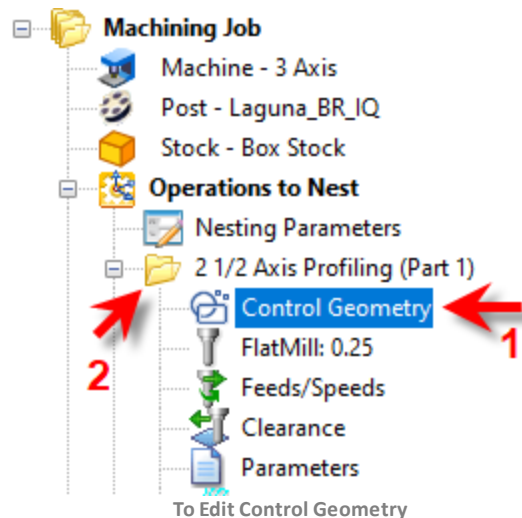 Machining Job
Machine - 3 Axis
Post - Laguna_BR_IQ
Stock - Box Stock
Operations to Nest
Nesting Parameters
2 1/2 Axis Profiling (Part 1)
Control Geometry
1
FlatMill: 0.25
2
Feeds/Speeds
Clearance
Parameters
To Edit Control Geometry